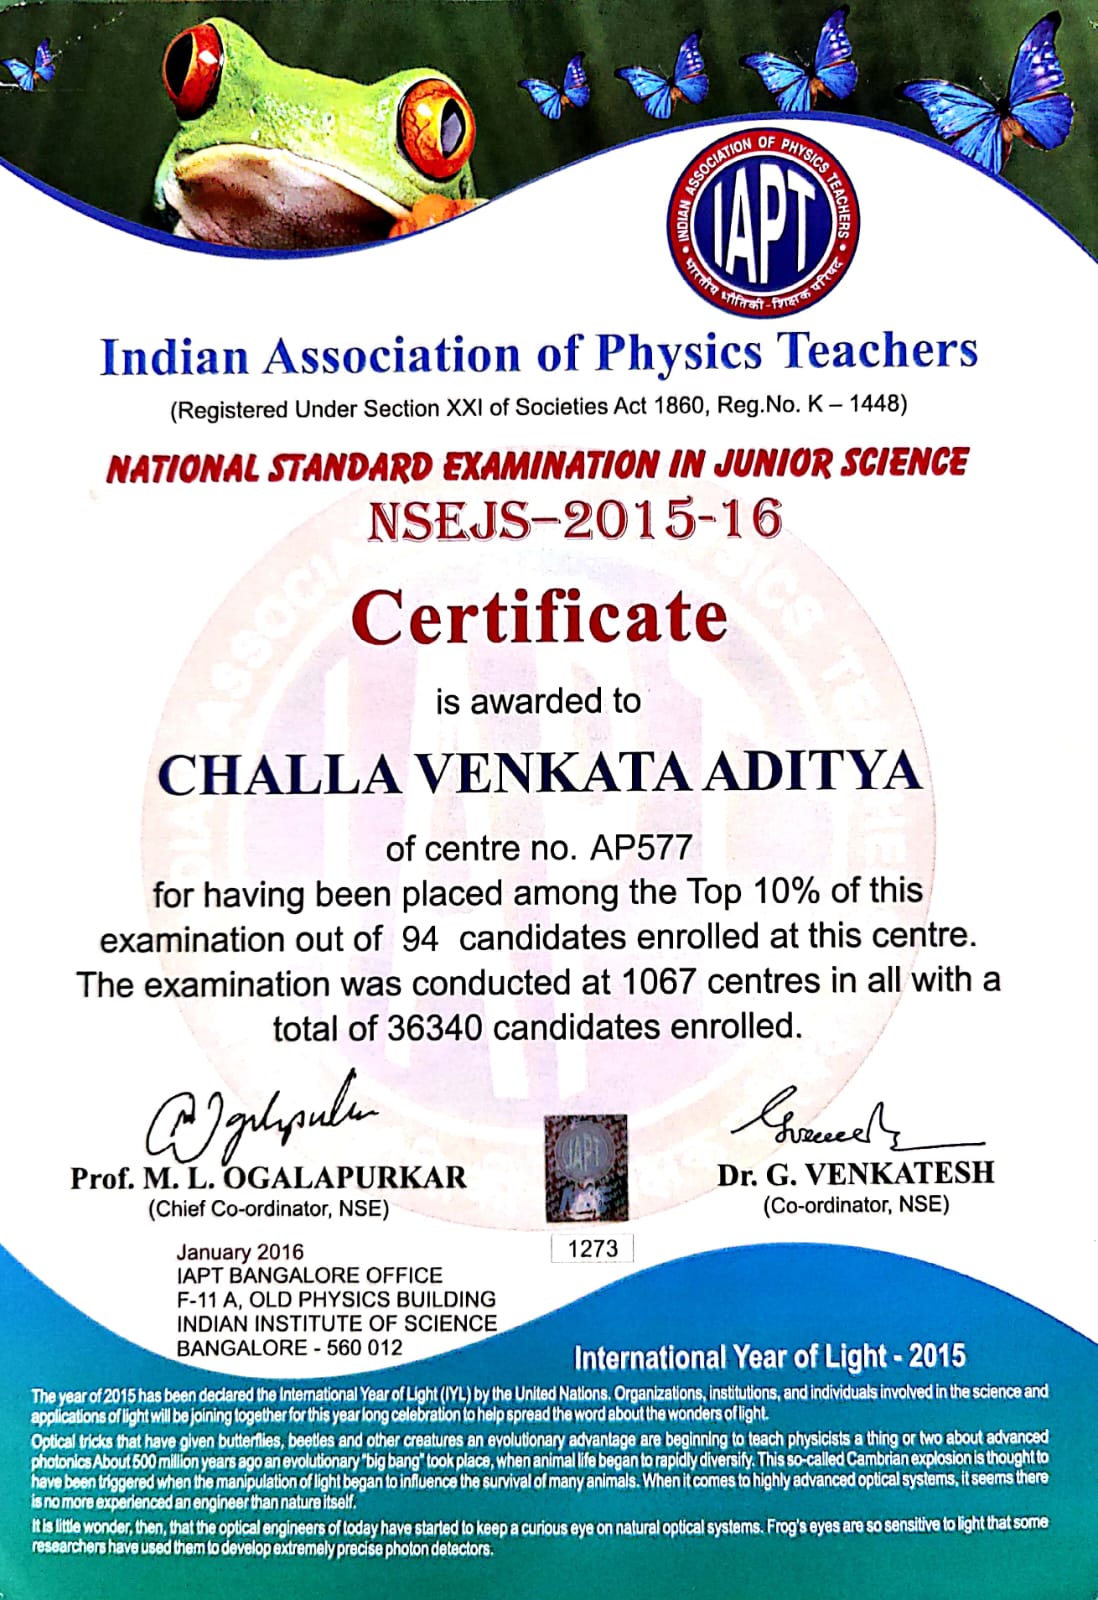 INDIAN ASSOCIATION OF PHYSICS TEACHERS
IAPT
भारतीय भौतिकी-शिक्षक परिषद
Indian Association of Physics Teachers
(Registered Under Section XXI of Societies Act 1860, Reg.No. K – 1448)
NATIONAL STANDARD EXAMINATION IN JUNIOR SCIENCE
NSEJS-2015-16
Certificate
is awarded to
CHALLA VENKATA ADITYA
of centre no. AP577
for having been placed among the Top 10% of this
examination out of 94 candidates enrolled at this centre.
The examination was conducted at 1067 centres in all with a
total of 36340 candidates enrolled.
Prof. M. L. OGALAPURKAR
(Chief Co-ordinator, NSE)
IAPT
1273
Dr. G. VENKATESH
(Co-ordinator, NSE)
January 2016
IAPT BANGALORE OFFICE
F-11 A, OLD PHYSICS BUILDING
INDIAN INSTITUTE OF SCIENCE
BANGALORE - 560 012
International Year of Light - 2015
The year of 2015 has been declared the International Year of Light (IYL) by the United Nations. Organizations, institutions, and individuals involved in the science and
applications of light will be joining together for this year long celebration to help spread the word about the wonders of light.
Optical tricks that have given butterflies, beetles and other creatures an evolutionary advantage are beginning to teach physicists a thing or two about advanced
photonics About 500 million years ago an evolutionary "big bang" took place, when animal life began to rapidly diversify. This so-called Cambrian explosion is thought to
have been triggered when the manipulation of light began to influence the survival of many animals. When it comes to highly advanced optical systems, it seems there
is no more experienced an engineer than nature itself.
It is little wonder, then, that the optical engineers of today have started to keep a curious eye on natural optical systems. Frog's eyes are so sensitive to light that some
researchers have used them to develop extremely precise photon detectors.